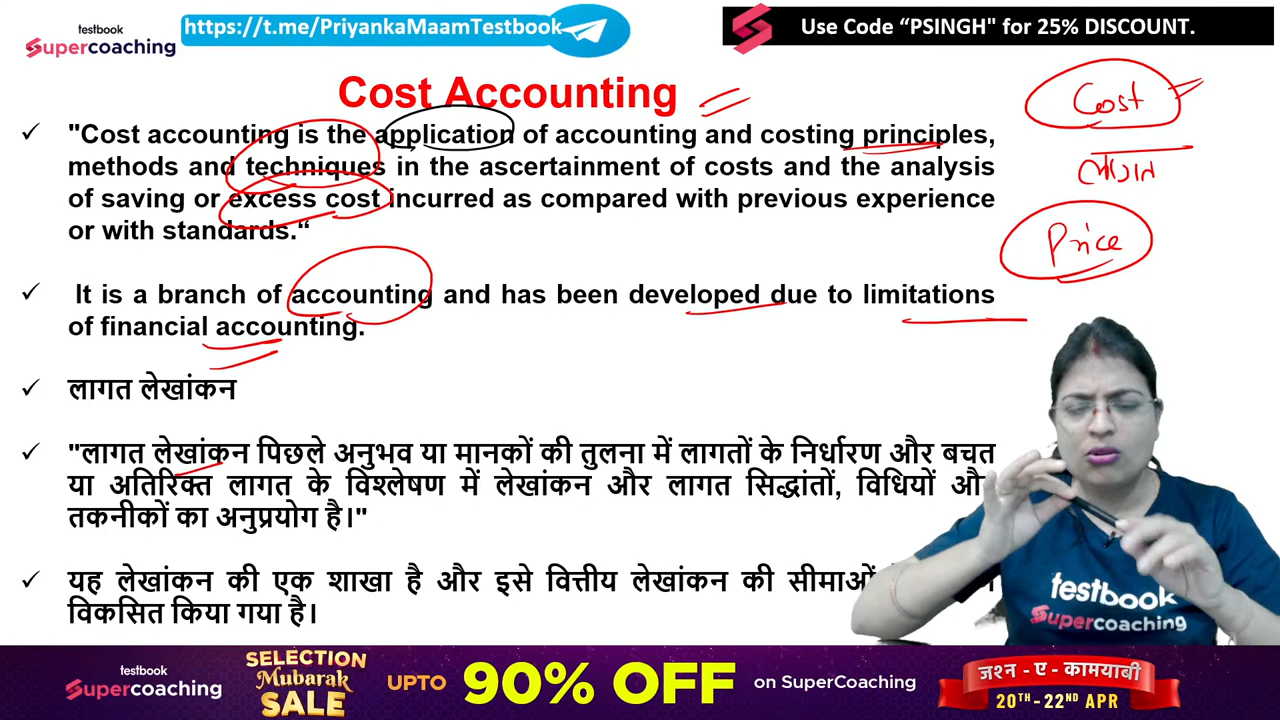 testbook
Supercoaching
https://t.me/PriyankaMaamTestbook
Use Code “PSINGH" for 25% DISCOUNT.
Cost Accounting
"Cost accounting is the application of accounting and costing principles,
methods and techniques in the ascertainment of costs and the analysis
of saving or excess cost incurred as compared with previous experience
or with standards.“
It is a branch of accounting and has been developed due to limitations
of financial accounting.
लागत लेखांकन
"लागत लेखांकन पिछले अनुभव या मानकों की तुलना में लागतों के निर्धारण और बचत
या अतिरिक्त लागत के विश्लेषण में लेखांकन और लागत सिद्धांतों, विधियों और
तकनीकों का अनुप्रयोग है।"
यह लेखांकन की एक शाखा है और इसे वित्तीय लेखांकन की सीमाओं
विकसित किया गया है।
Cost
लागत
Price
testbook
Supercoaching
testbook
Supercoaching
SELECTION
Mubarak
SALE
UPTO 90% OFF on SuperCoaching
जश्न - ए - कामयाबी
20TH -22ND APR